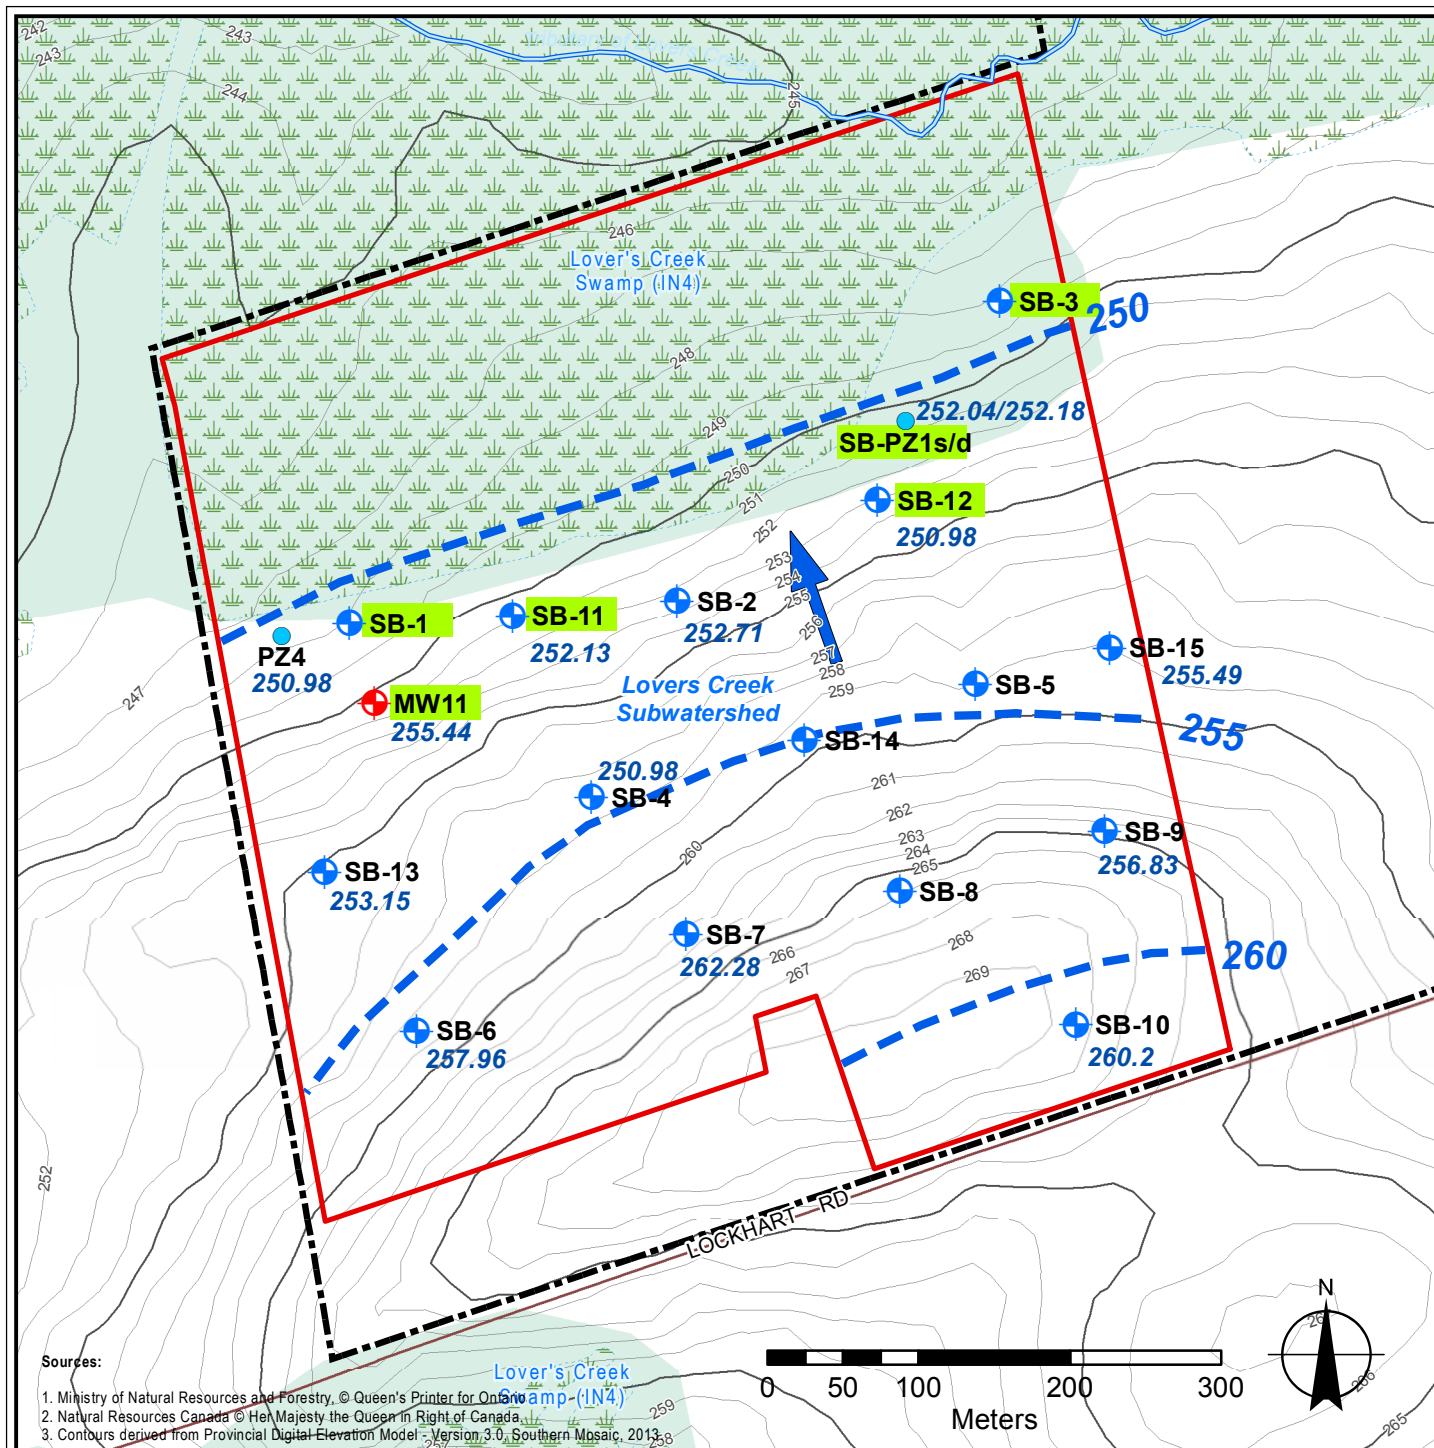 242
243
243
244
Tributary of Lovers Creek
245
246
Lover's Creek
Swamp (IN4)
SB-3
250
248
252.04/252.18
SB-PZ1s/d
249
250
251
252
SB-12
250.98
253
254
255
256
257
258
259
SB-1
SB-11
252.13
SB-2
252.71
PZ4
250.98
247
MW11
255.44
Lovers Creek
Subwatershed
SB-15
255.49
SB-5
255
SB-14
250.98
SB-4
261
262
263
264
265
260
SB-9
256.83
SB-13
253.15
SB-8
SB-7
262.28
266
267
268
269
260
SB-6
257.96
SB-10
260.2
252
LOCKHART RD
N
Lover's Creek
Swamp (IN4)
259
258
266
265
0 50 100 200 300
Meters
Sources:
1. Ministry of Natural Resources and Forestry, © Queen's Printer for Ontario
2. Natural Resources Canada © Her Majesty the Queen in Right of Canada.
3. Contours derived from Provincial Digital Elevation Model - Version 3.0, Southern Mosaic, 2013